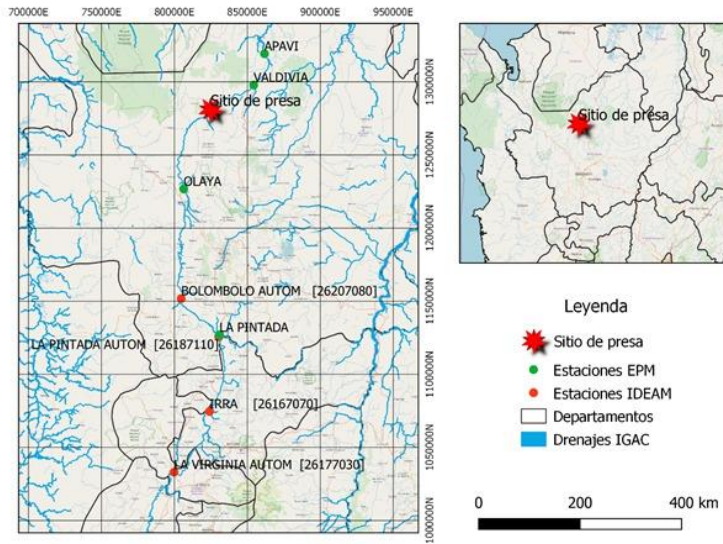 700000E 750000E 800000E 850000E 900000E 950000E
APAVI
VALDIVIA
Sitio de presa
OLAYA
BOLOMBOLO AUTOM [26207080]
LA PINTADA
LA PINTADA AUTOM [26187110]
IRRA [26167070]
LA VIRGINIA AUTOM [26177030]
1300000N
1250000N
1200000N
1150000N
1100000N
1050000N
1000000N
Sitio de presa
Leyenda
Sitio de presa
Estaciones EPM
Estaciones IDEAM
Departamentos
Drenajes IGAC
0 200 400 km